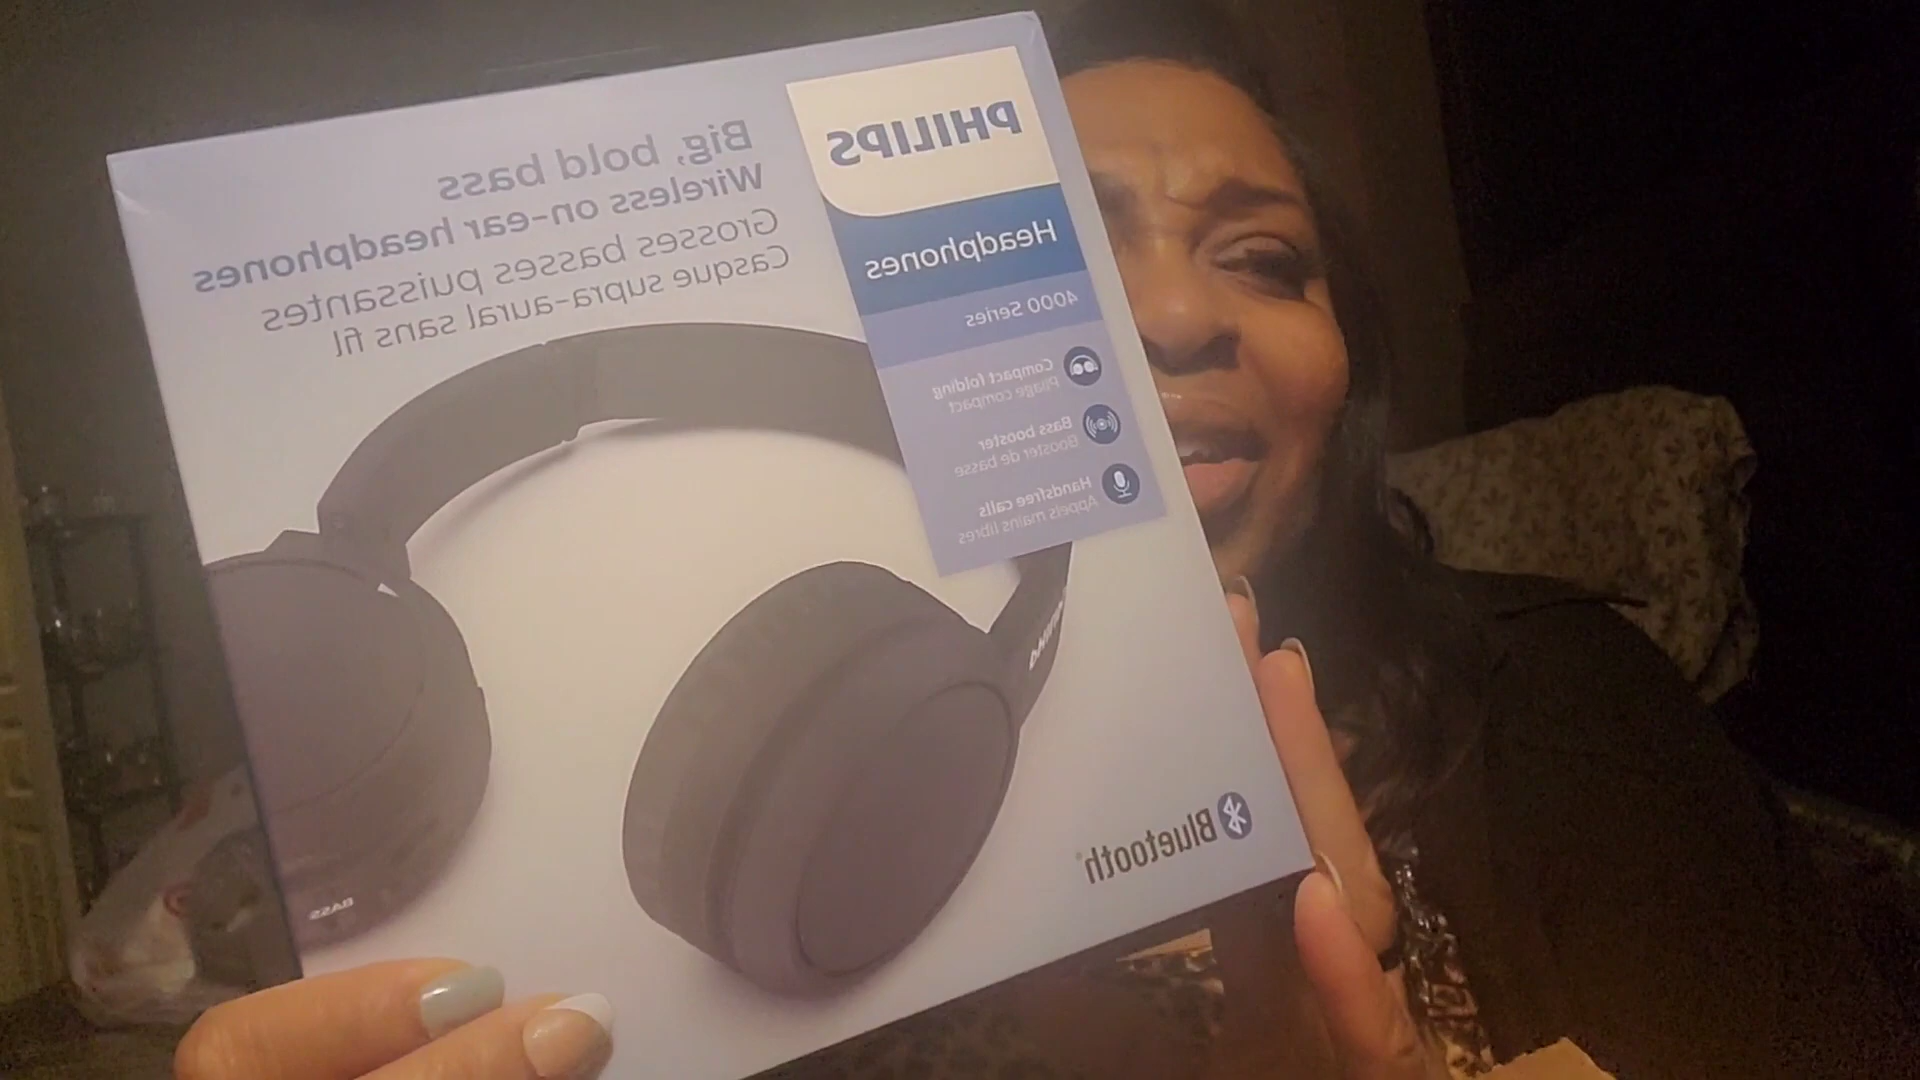 PHILIPS
Headphones
4000 Series
Compact folding
Pliage compact
Bass booster
Booster de basse
Handsfree calls
Appels mains libres
Big, bold bass
Wireless on-ear headphones
Grosses basses puissantes
Casque supra-aural sans fil
PHILIPS
BASS
Bluetooth®